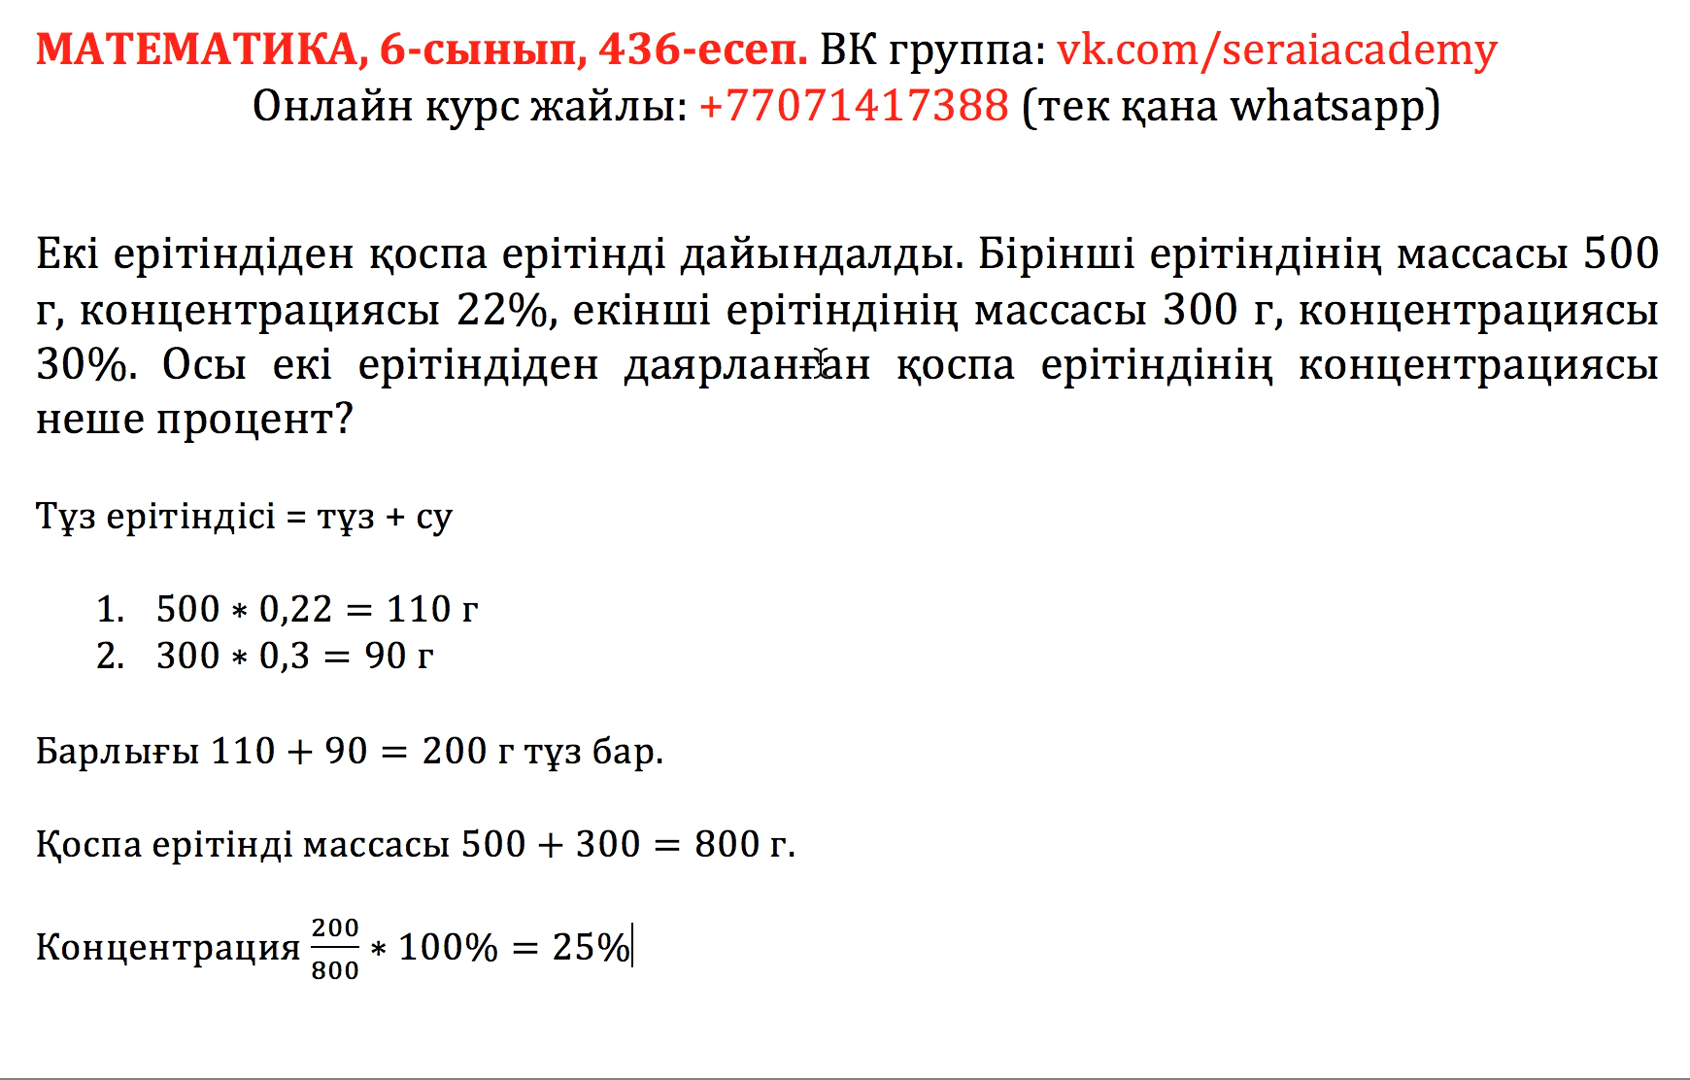 МАТЕМАТИКА, 6-сынып, 436-есеп. ВК группа: vk.com/seraiacademy
Онлайн курс жайлы: +77071417388 (тек қана whatsapp)
Екі ерітіндіден қоспа ерітінді дайындалды. Бірінші ерітіндінің массасы 500
г, концентрациясы 22%, екінші ерітіндінің массасы 300 г, концентрациясы
30%. Осы екі ерітіндіден даярланған қоспа ерітіндінің концентрациясы
неше процент?
Тұз ерітіндісі = тұз + су
1. 500 * 0,22 = 110 г
2. 300 * 0,3 = 90 г
Барлығы 110 + 90 = 200 г тұз бар.
Қоспа ерітінді массасы 500 + 300 = 800 г.
Концентрация 200/800 * 100% = 25%